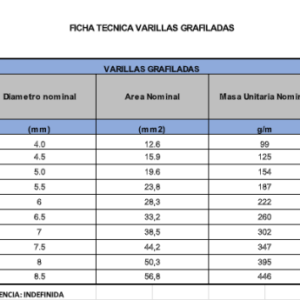 FICHA TECNICA VARILLAS GRAFILADAS
VARILLAS GRAFILADAS
Diametro nominal Area Nominal Masa Unitaria Nomin
(mm) (mm2) g/m
4.0 12.6 99
4.5 15.9 125
5.0 19.6 154
5.5 23,8 187
6 28,3 222
6.5 33,2 260
7 38,5 302
7.5 44,2 347
8 50,3 395
8.5 56,8 446
ENCIA: INDEFINIDA